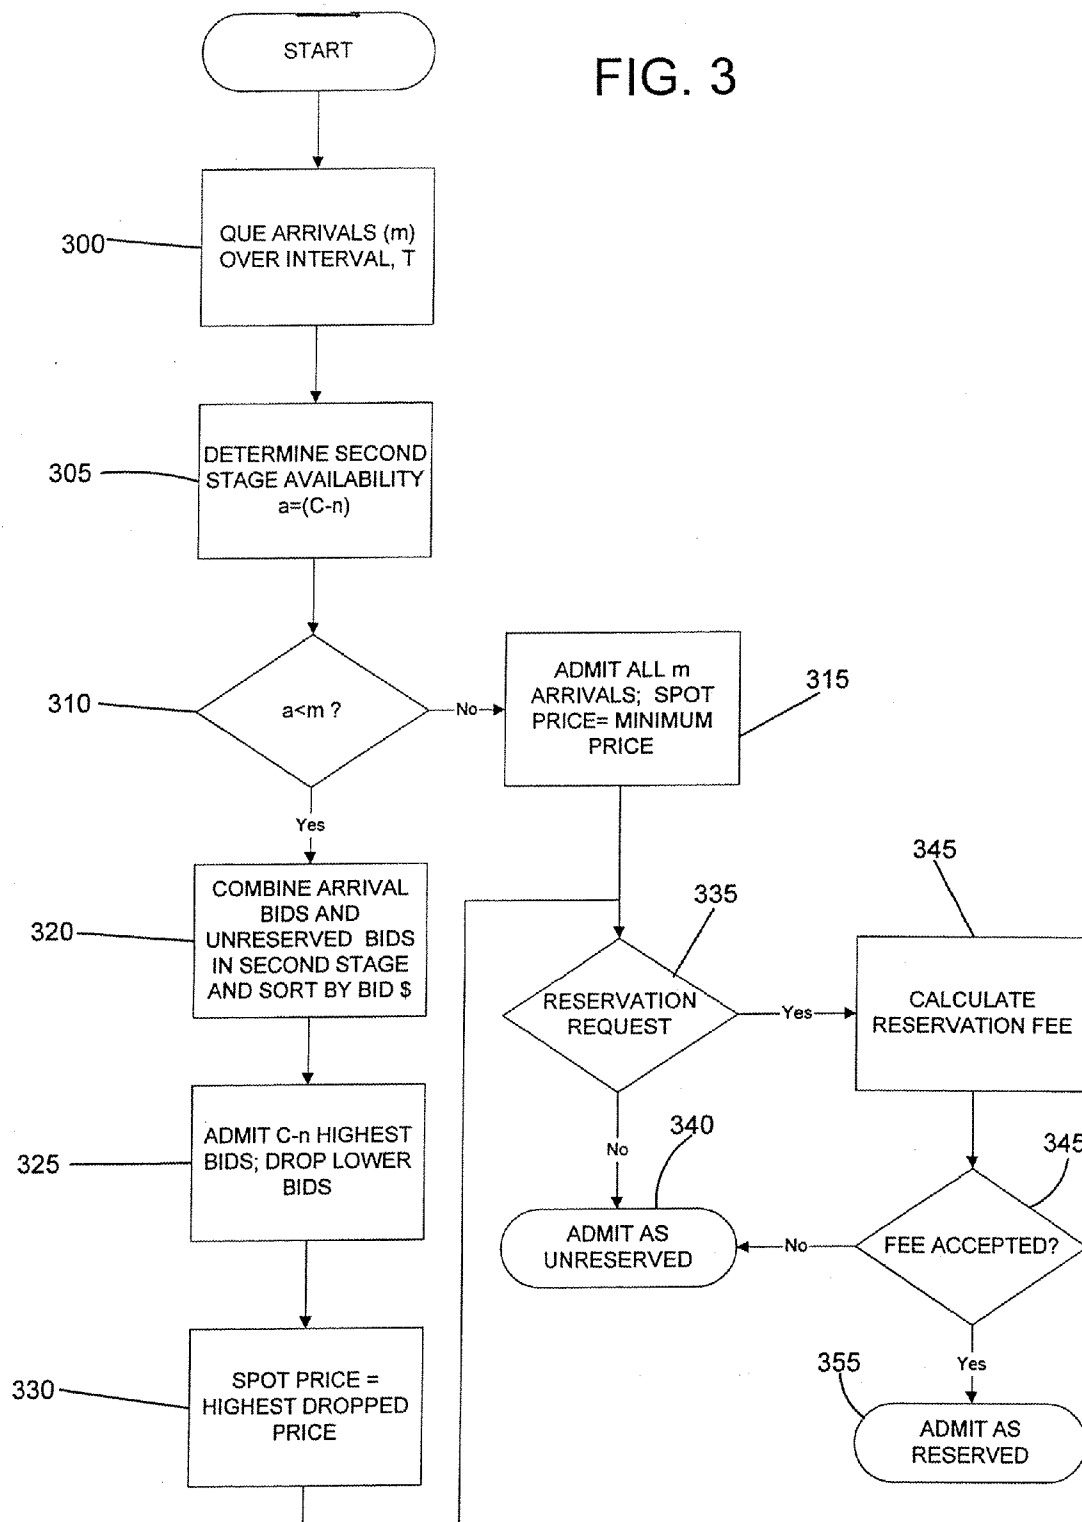 START
FIG. 3
300
QUE ARRIVALS (m)
OVER INTERVAL, T
305
DETERMINE SECOND
STAGE AVAILABILITY
a=(C-n)
310
a<m ?
No
ADMIT ALL m
ARRIVALS; SPOT
PRICE= MINIMUM
PRICE
315
Yes
320
COMBINE ARRIVAL
BIDS AND
UNRESERVED BIDS
IN SECOND STAGE
AND SORT BY BID $
335
RESERVATION
REQUEST
Yes
345
CALCULATE
RESERVATION FEE
325
ADMIT C-n HIGHEST
BIDS; DROP LOWER
BIDS
No
340
ADMIT AS
UNRESERVED
No
345
FEE ACCEPTED?
Yes
330
SPOT PRICE =
HIGHEST DROPPED
PRICE
355
ADMIT AS
RESERVED